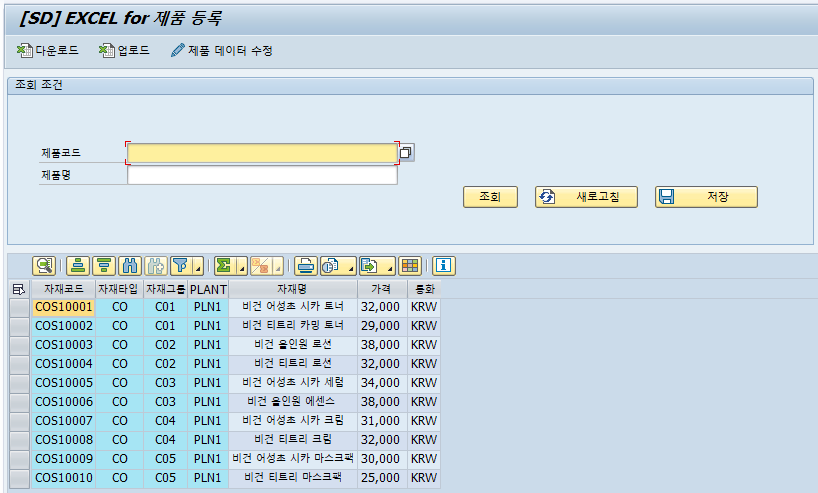 [SD] EXCEL for 제품 등록
다운로드 업로드 제품 데이터 수정
조회 조건
제품코드
제품명
조회 새로고침 저장
자재코드 자재타입 자재그룹 PLANT 자재명 가격 통화
COS10001 CO C01 PLN1 비건 어성초 시카 토너 32,000 KRW
COS10002 CO C01 PLN1 비건 티트리 카밍 토너 29,000 KRW
COS10003 CO C02 PLN1 비건 올인원 로션 38,000 KRW
COS10004 CO C02 PLN1 비건 티트리 로션 32,000 KRW
COS10005 CO C03 PLN1 비건 어성초 시카 세럼 34,000 KRW
COS10006 CO C03 PLN1 비건 올인원 에센스 38,000 KRW
COS10007 CO C04 PLN1 비건 어성초 시카 크림 31,000 KRW
COS10008 CO C04 PLN1 비건 티트리 크림 32,000 KRW
COS10009 CO C05 PLN1 비건 어성초 시카 마스크팩 30,000 KRW
COS10010 CO C05 PLN1 비건 티트리 마스크팩 25,000 KRW